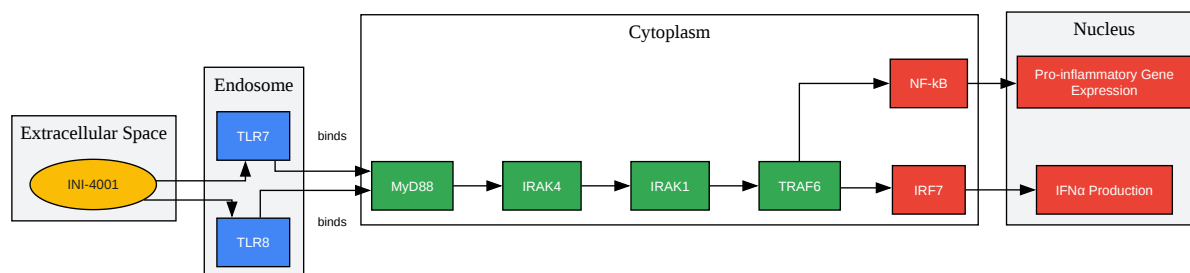 Extracellular Space
INI-4001
Endosome
TLR7
TLR8
binds
binds
Cytoplasm
MyD88
IRAK4
IRAK1
TRAF6
NF-kB
IRF7
Nucleus
Pro-inflammatory Gene
Expression
IFNα Production